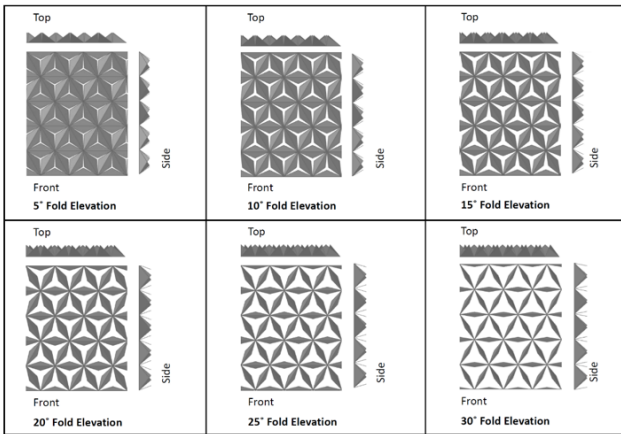 Top
Side
Front
5° Fold Elevation
Top
Side
Front
10° Fold Elevation
Top
Side
Front
15° Fold Elevation
Top
Side
Front
20° Fold Elevation
Top
Side
Front
25° Fold Elevation
Top
Side
Front
30° Fold Elevation